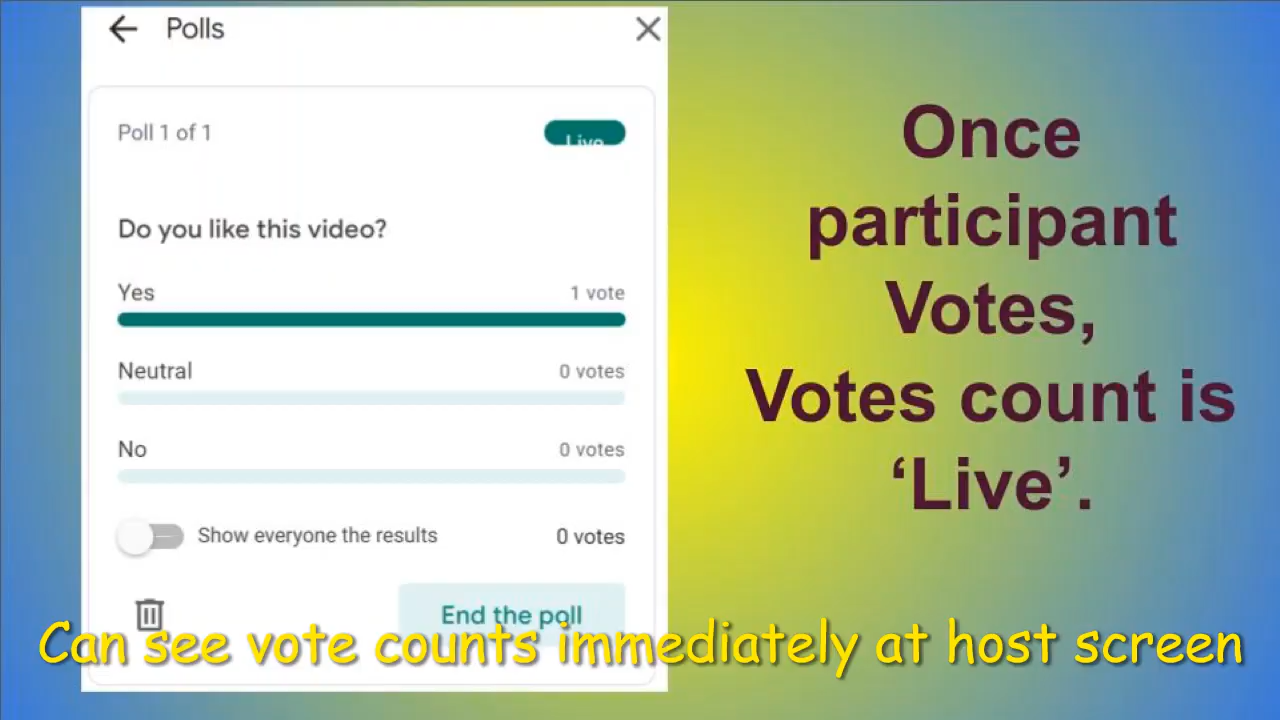 Polls
Poll 1 of 1
Live
Do you like this video?
Yes 1 vote
Neutral 0 votes
No 0 votes
Show everyone the results 0 votes
End the poll
Once
participant
Votes,
Votes count is
‘Live’.
Can see vote counts immediately at host screen